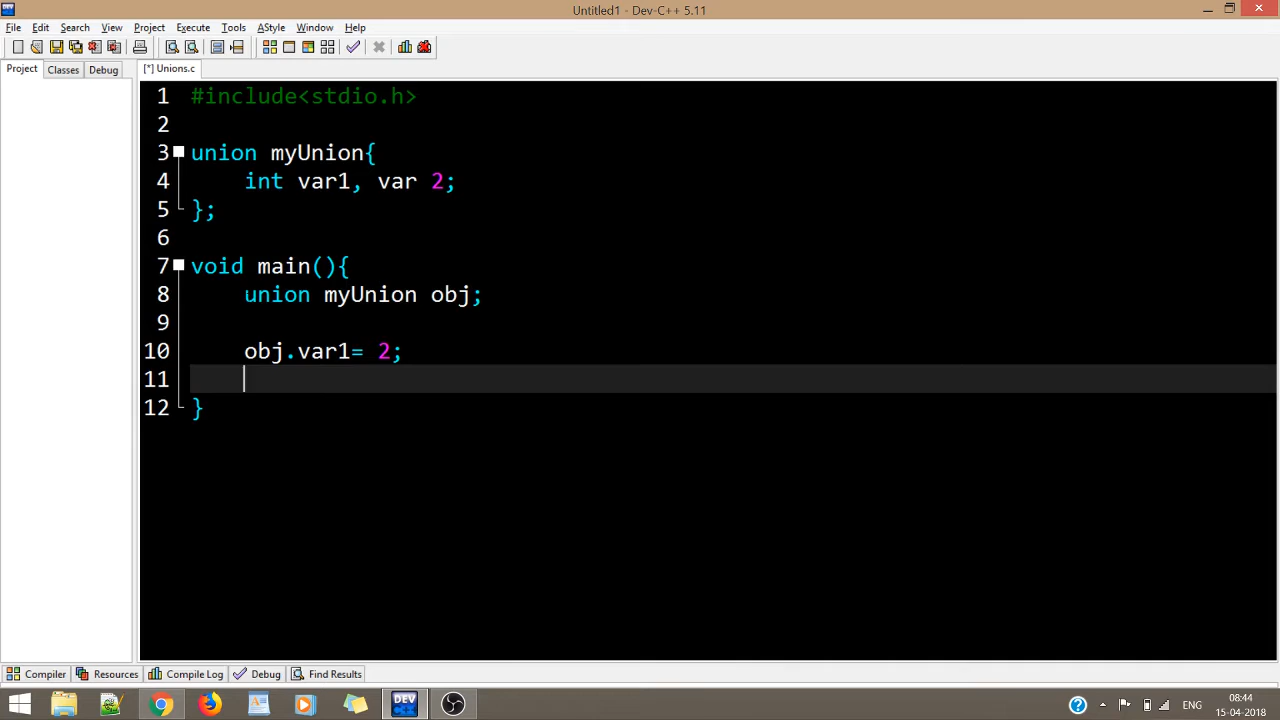 Untitled1 - Dev-C++ 5.11
File Edit Search View Project Execute Tools AStyle Window Help
Project Classes Debug [*] Unions.c
1 #include<stdio.h>
2
3 union myUnion{
4 int var1, var 2;
5 };
6
7 void main(){
8 union myUnion obj;
9
10 obj.var1= 2;
11
12 }
Compiler Resources Compile Log Debug Find Results
DEV
ENG
08:44
15-04-2018